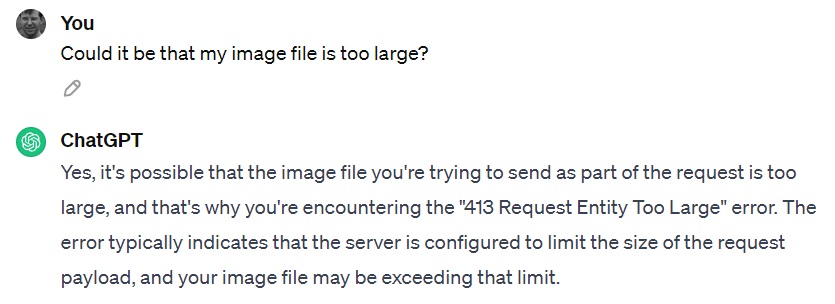 You
Could it be that my image file is too large?
ChatGPT
Yes, it's possible that the image file you're trying to send as part of the request is too
large, and that's why you're encountering the "413 Request Entity Too Large" error. The
error typically indicates that the server is configured to limit the size of the request
payload, and your image file may be exceeding that limit.